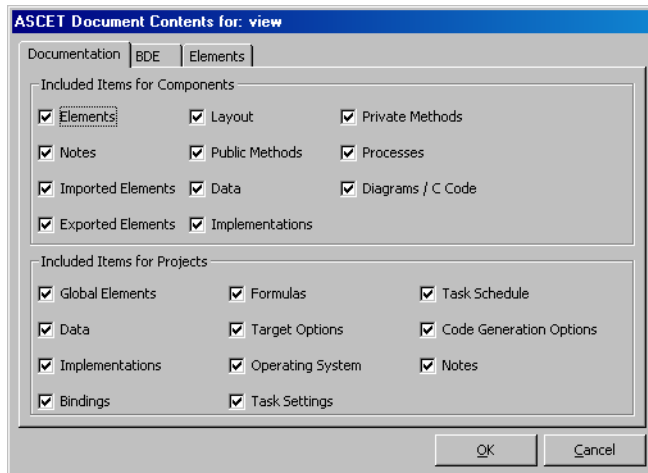 ASCET Document Contents for: view
Documentation BDE Elements
Included Items for Components
Elements Layout Private Methods
Notes Public Methods Processes
Imported Elements Data Diagrams / C Code
Exported Elements Implementations
Included Items for Projects
Global Elements Formulas Task Schedule
Data Target Options Code Generation Options
Implementations Operating System Notes
Bindings Task Settings
OK Cancel